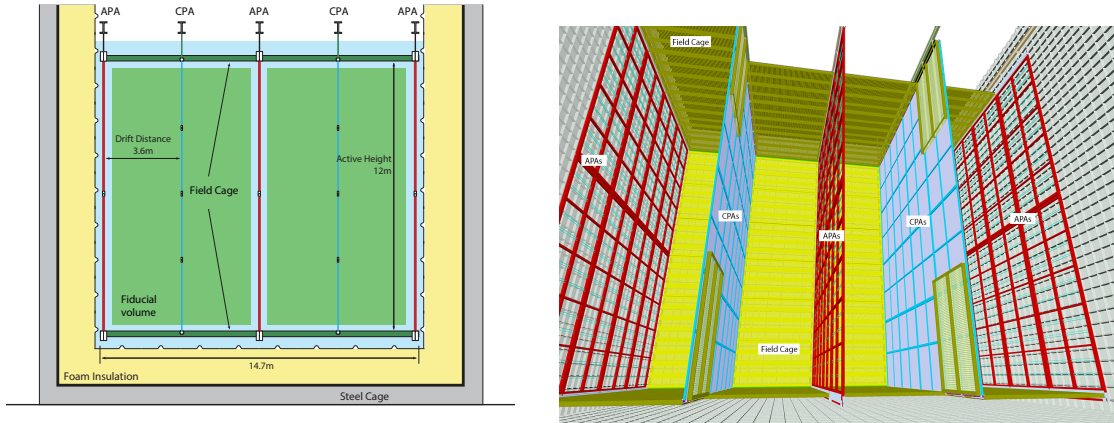 APA
CPA
APA
CPA
APA
Drift Distance
3.6m
Active Height
12m
Field Cage
Fiducial
volume
14.7m
Foam Insulation
Steel Cage
Field Cage
APAs
CPAs
APAs
CPAs
APAs
Field Cage